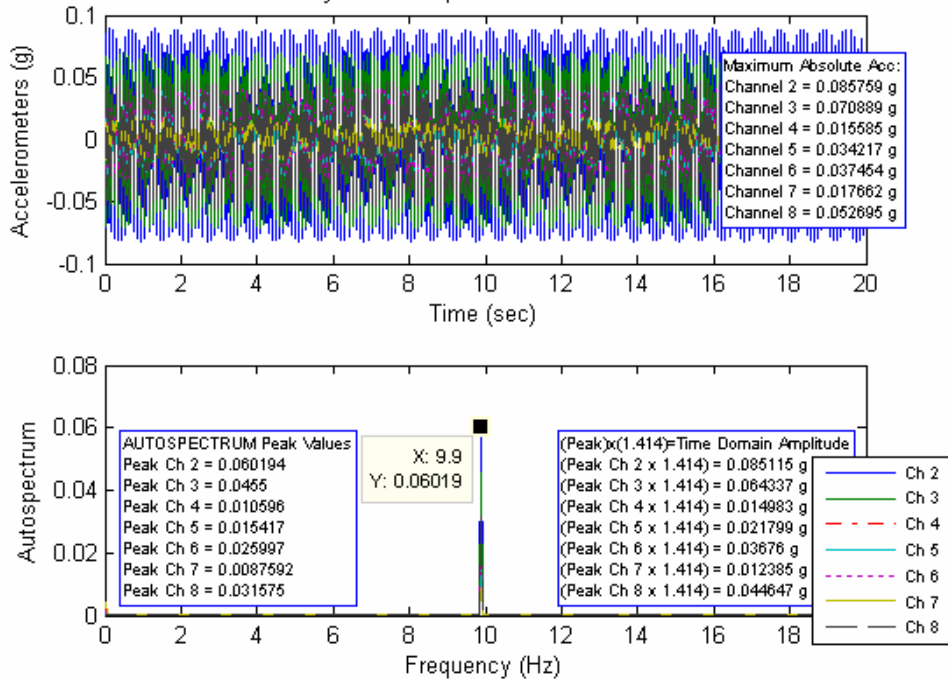 0.1
0.05
0
-0.05
-0.1
Accelerometers (g)
Maximum Absolute Acc:
Channel 2 = 0.085759 g
Channel 3 = 0.070889 g
Channel 4 = 0.015585 g
Channel 5 = 0.034217 g
Channel 6 = 0.037454 g
Channel 7 = 0.017662 g
Channel 8 = 0.052695 g
0 2 4 6 8 10 12 14 16 18 20
Time (sec)
0.08
0.06
0.04
0.02
0
Autospectrum
AUTOSPECTRUM Peak Values
Peak Ch 2 = 0.060194
Peak Ch 3 = 0.0455
Peak Ch 4 = 0.010596
Peak Ch 5 = 0.015417
Peak Ch 6 = 0.025997
Peak Ch 7 = 0.0087592
Peak Ch 8 = 0.031575
X: 9.9
Y: 0.06019
(Peak)x(1.414)=Time Domain Amplitude
(Peak Ch 2 x 1.414) = 0.085115 g
(Peak Ch 3 x 1.414) = 0.064337 g
(Peak Ch 4 x 1.414) = 0.014983 g
(Peak Ch 5 x 1.414) = 0.021799 g
(Peak Ch 6 x 1.414) = 0.03676 g
(Peak Ch 7 x 1.414) = 0.012385 g
(Peak Ch 8 x 1.414) = 0.044647 g
Ch 2
Ch 3
Ch 4
Ch 5
Ch 6
Ch 7
Ch 8
0 2 4 6 8 10 12 14 16 18
Frequency (Hz)